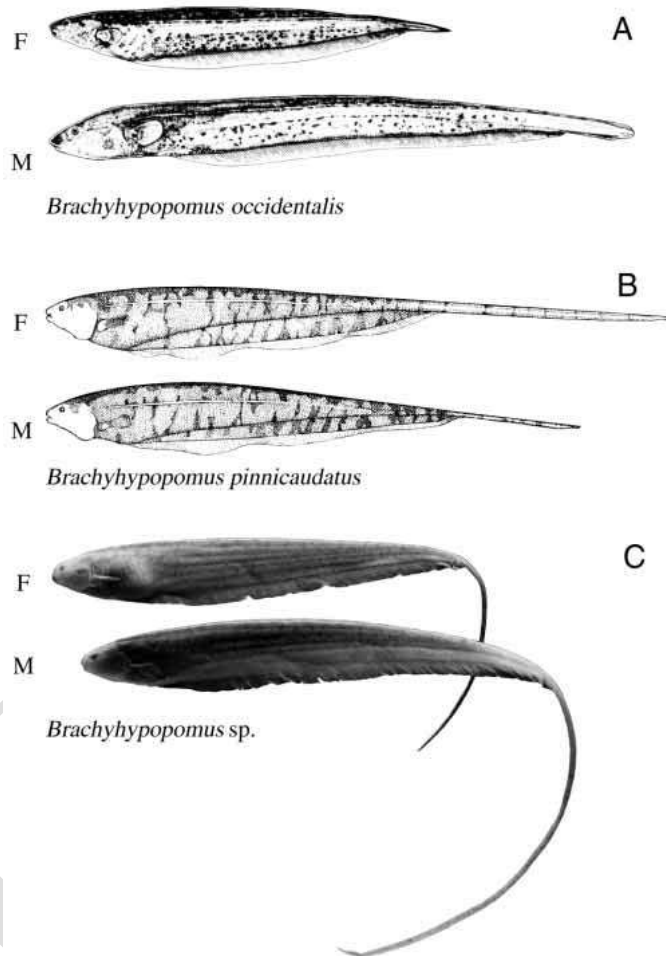 A
F
M
Brachyhypopomus occidentalis
B
F
M
Brachyhypopomus pinnicaudatus
C
F
M
Brachyhypopomus sp.